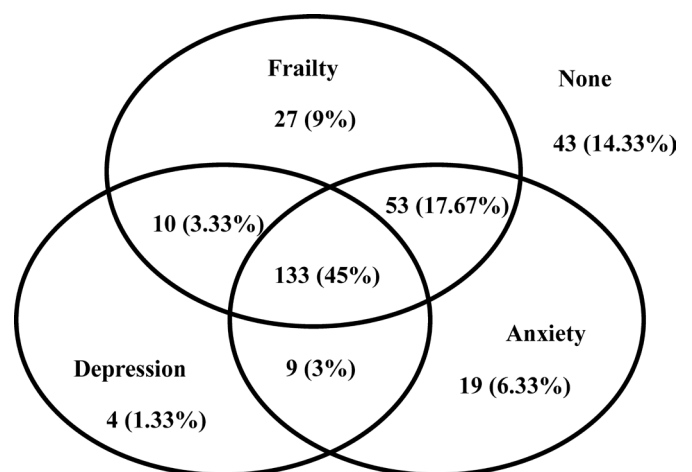 Frailty
27 (9%)
None
43 (14.33%)
10 (3.33%)
53 (17.67%)
133 (45%)
Depression
4 (1.33%)
9 (3%)
Anxiety
19 (6.33%)